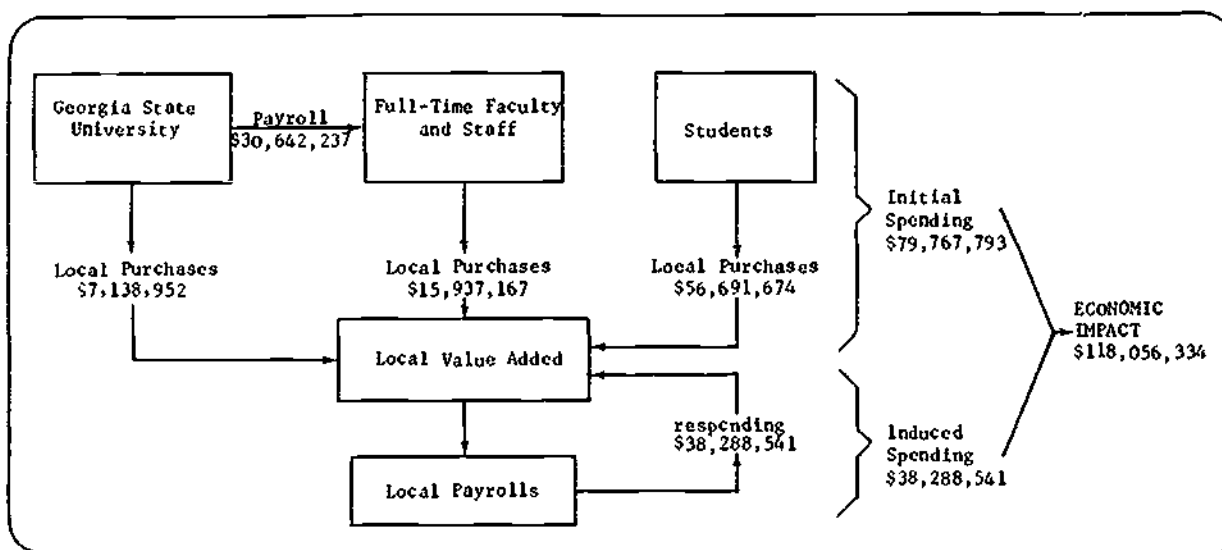 Georgia State
University
Payroll
$30,642,237
Full-Time Faculty
and Staff
Students
Local Purchases
$7,138,952
Local Purchases
$15,937,167
Local Purchases
$56,691,674
Initial
Spending
$79,767,793
Local Value Added
ECONOMIC
IMPACT
$118,056,334
respending
$38,288,541
Induced
Spending
$38,288,541
Local Payrolls